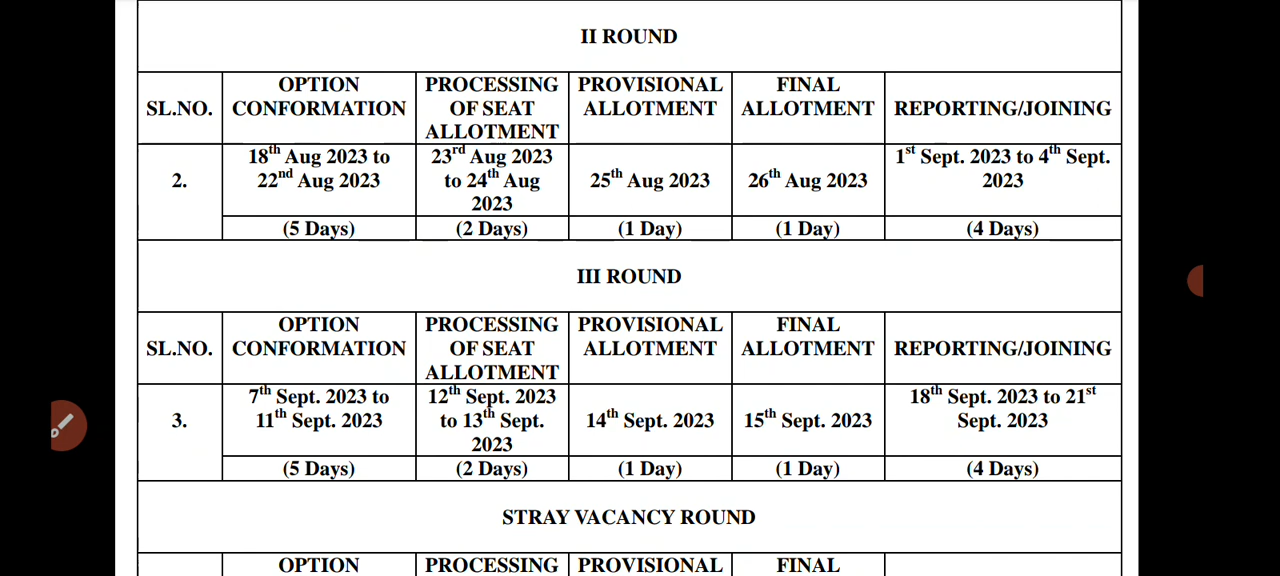 II ROUND
SL.NO.
OPTION
CONFORMATION
PROCESSING
OF SEAT
ALLOTMENT
PROVISIONAL
ALLOTMENT
FINAL
ALLOTMENT
REPORTING/JOINING
2.
18th Aug 2023 to
22nd Aug 2023
23rd Aug 2023
to 24th Aug
2023
25th Aug 2023
26th Aug 2023
1st Sept. 2023 to 4th Sept.
2023
(5 Days)
(2 Days)
(1 Day)
(1 Day)
(4 Days)
III ROUND
SL.NO.
OPTION
CONFORMATION
PROCESSING
OF SEAT
ALLOTMENT
PROVISIONAL
ALLOTMENT
FINAL
ALLOTMENT
REPORTING/JOINING
3.
7th Sept. 2023 to
11th Sept. 2023
12th Sept. 2023
to 13th Sept.
2023
14th Sept. 2023
15th Sept. 2023
18th Sept. 2023 to 21st
Sept. 2023
(5 Days)
(2 Days)
(1 Day)
(1 Day)
(4 Days)
STRAY VACANCY ROUND
OPTION
PROCESSING
PROVISIONAL
FINAL